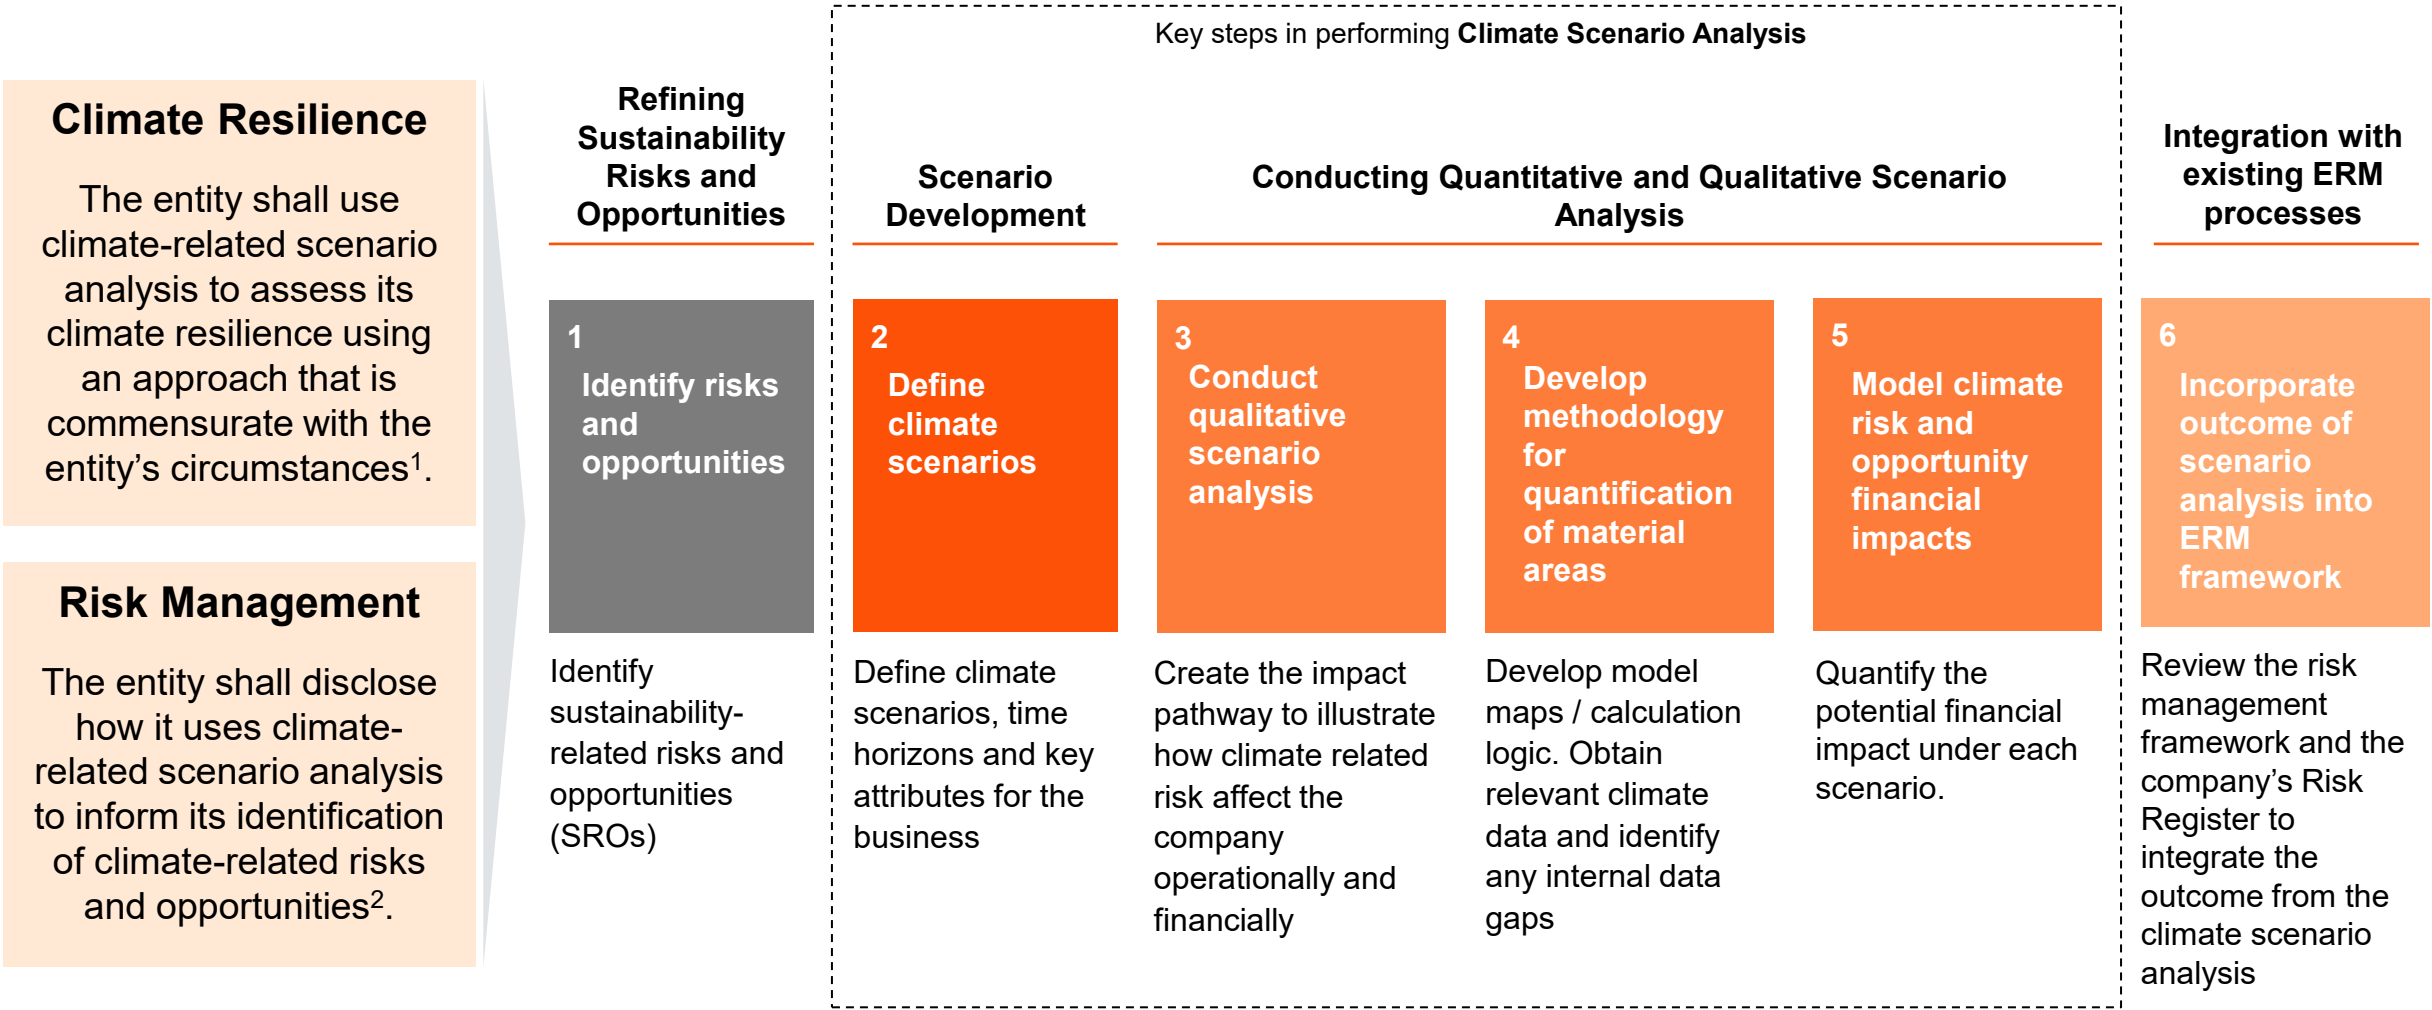 Key steps in performing Climate Scenario Analysis
Climate Resilience
The entity shall use
climate-related scenario
analysis to assess its
climate resilience using
an approach that is
commensurate with the
entity’s circumstances¹.
Risk Management
The entity shall disclose
how it uses climate-
related scenario analysis
to inform its identification
of climate-related risks
and opportunities².
Refining
Sustainability
Risks and
Opportunities
1
Identify risks
and
opportunities
Identify
sustainability-
related risks and
opportunities
(SROs)
Scenario
Development
2
Define
climate
scenarios
Define climate
scenarios, time
horizons and key
attributes for the
business
Conducting Quantitative and Qualitative Scenario
Analysis
3
Conduct
qualitative
scenario
analysis
Create the impact
pathway to illustrate
how climate related
risk affect the
company
operationally and
financially
4
Develop
methodology
for
quantification
of material
areas
Develop model
maps / calculation
logic. Obtain
relevant climate
data and identify
any internal data
gaps
5
Model climate
risk and
opportunity
financial
impacts
Quantify the
potential financial
impact under each
scenario.
Integration with
existing ERM
processes
6
Incorporate
outcome of
scenario
analysis into
ERM
framework
Review the risk
management
framework and the
company’s Risk
Register to
integrate the
outcome from the
climate scenario
analysis